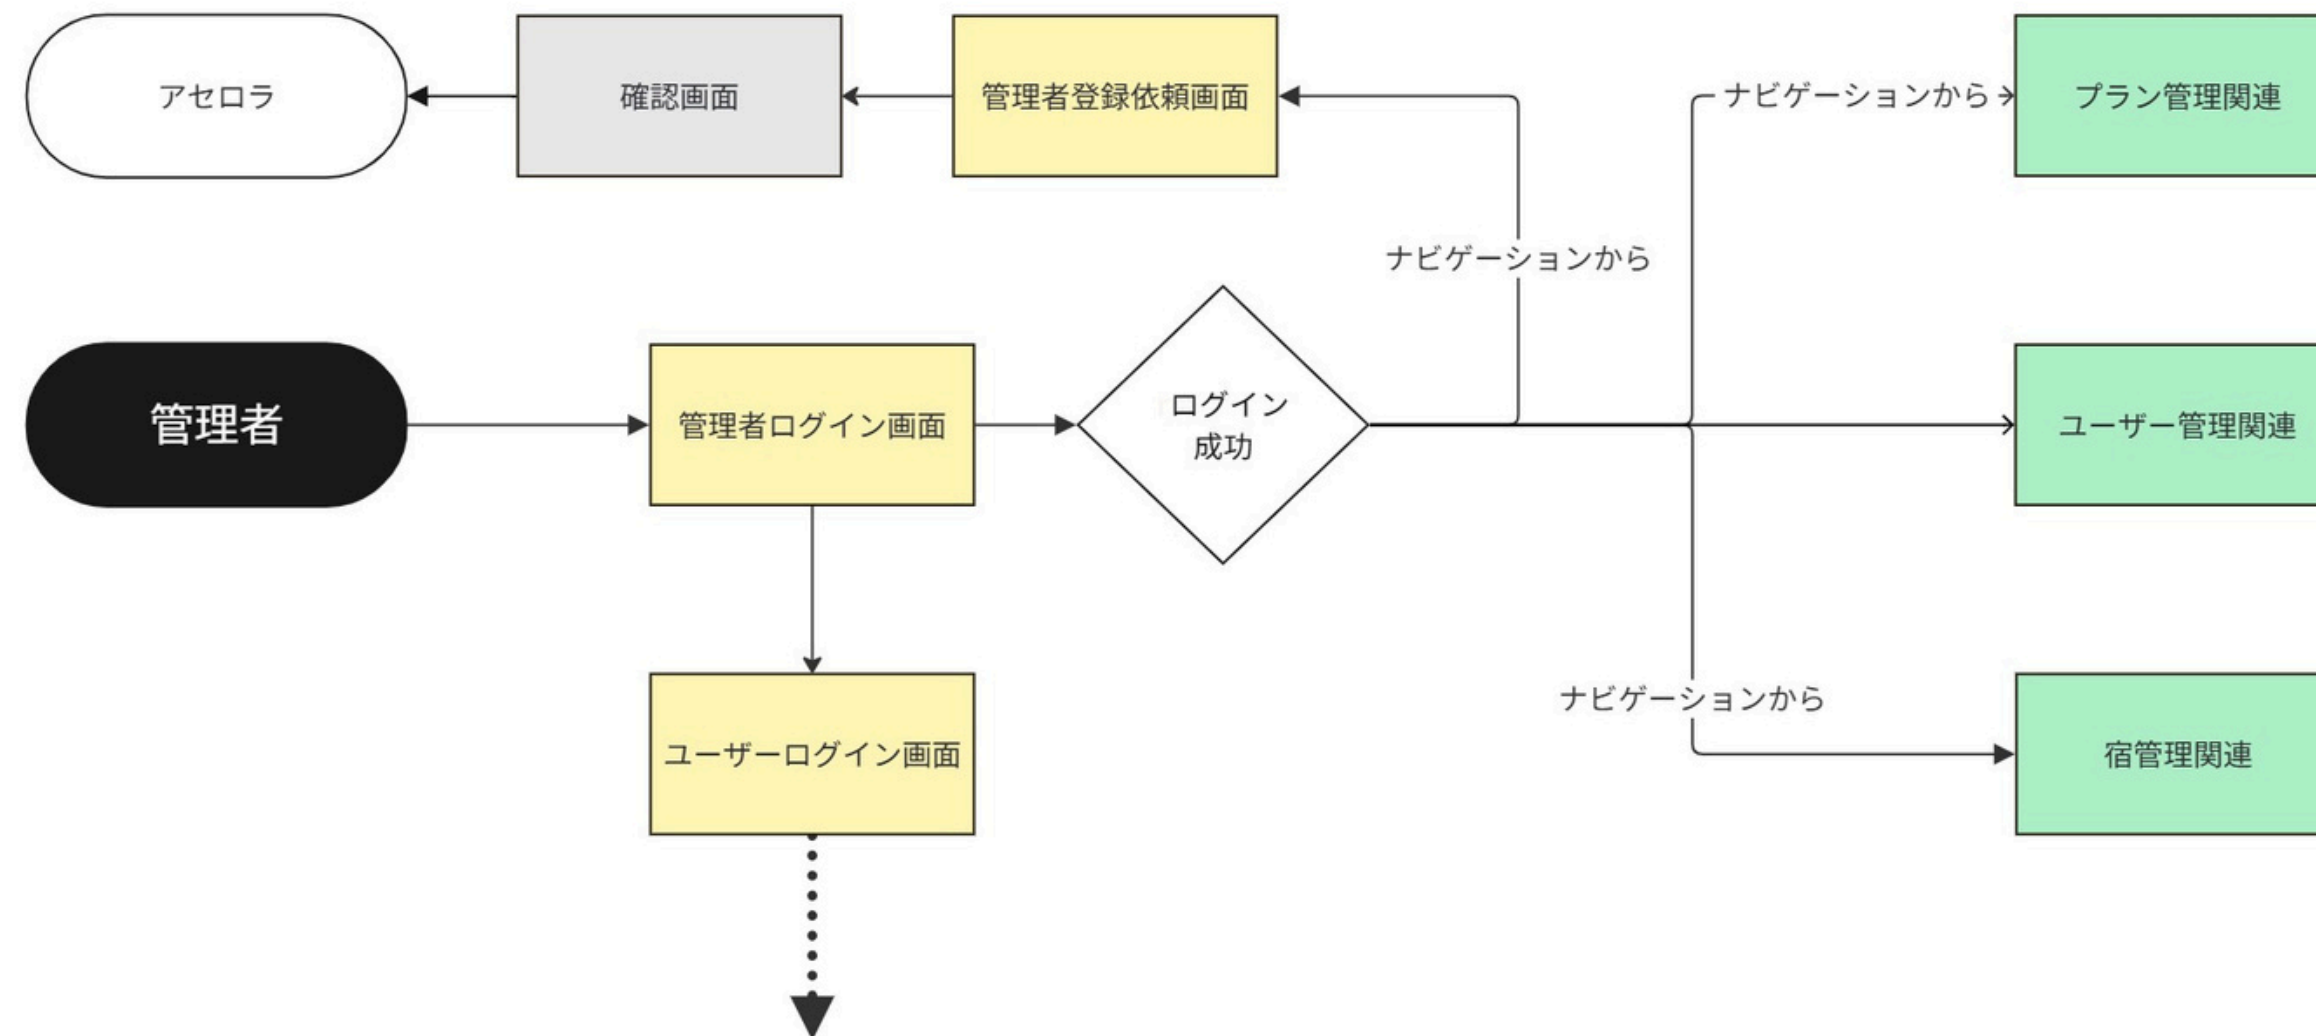 アセロラ
確認画面
管理者登録依頼画面
ナビゲーションから
プラン管理関連
ナビゲーションから
管理者
管理者ログイン画面
ログイン
成功
ユーザー管理関連
ユーザーログイン画面
ナビゲーションから
宿管理関連